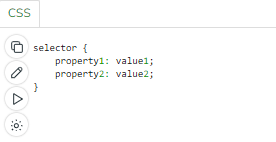 CSS
selector {
    property1: value1;
    property2: value2;
}